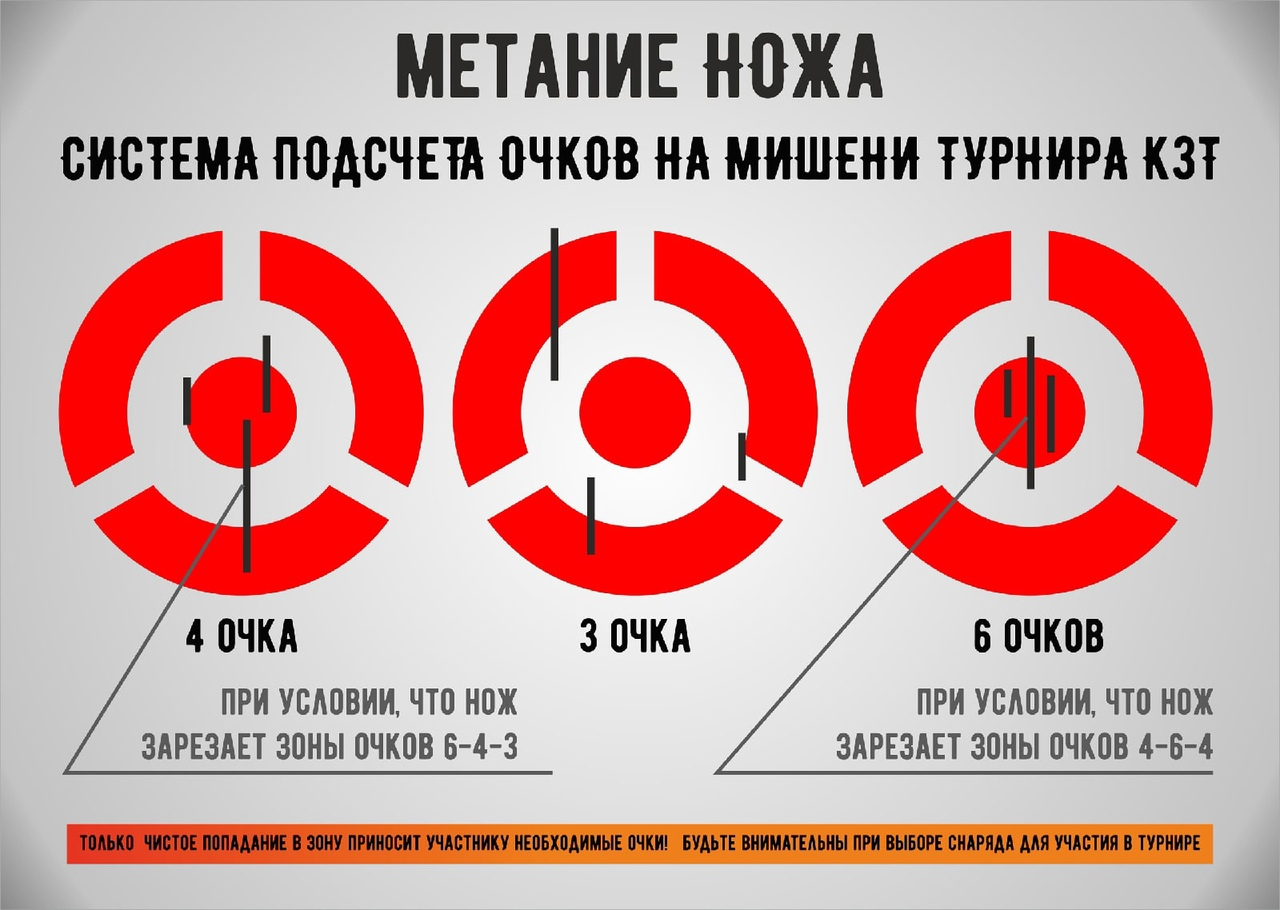 МЕТАНИЕ НОЖА
СИСТЕМА ПОДСЧЕТА ОЧКОВ НА МИШЕНИ ТУРНИРА КЗТ
4 ОЧКА
3 ОЧКА
6 ОЧКОВ
ПРИ УСЛОВИИ, ЧТО НОЖ
ЗАРЕЗАЕТ ЗОНЫ ОЧКОВ 6-4-3
ПРИ УСЛОВИИ, ЧТО НОЖ
ЗАРЕЗАЕТ ЗОНЫ ОЧКОВ 4-6-4
ТОЛЬКО ЧИСТОЕ ПОПАДАНИЕ В ЗОНУ ПРИНОСИТ УЧАСТНИКУ НЕОБХОДИМЫЕ ОЧКИ! БУДЬТЕ ВНИМАТЕЛЬНЫ ПРИ ВЫБОРЕ СНАРЯДА ДЛЯ УЧАСТИЯ В ТУРНИРЕ